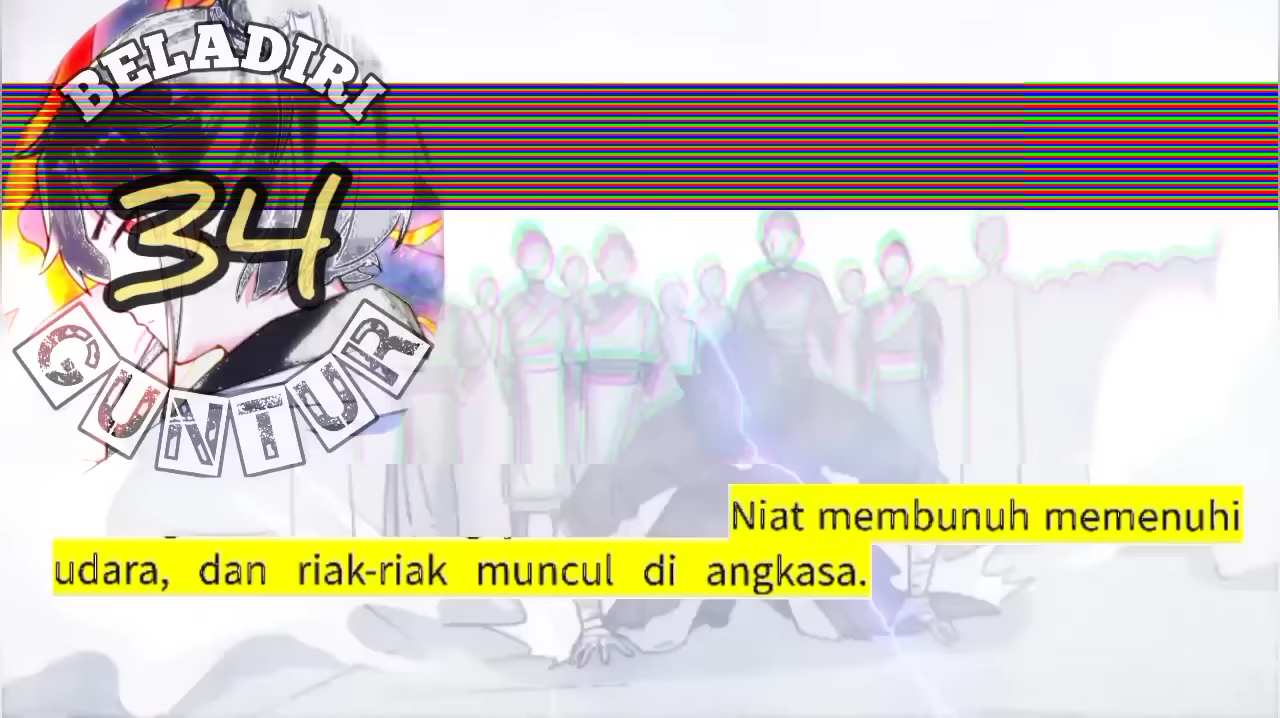 BELADIRI
34
GUNTUR
Niat membunuh memenuhi
udara, dan riak-riak muncul di angkasa.